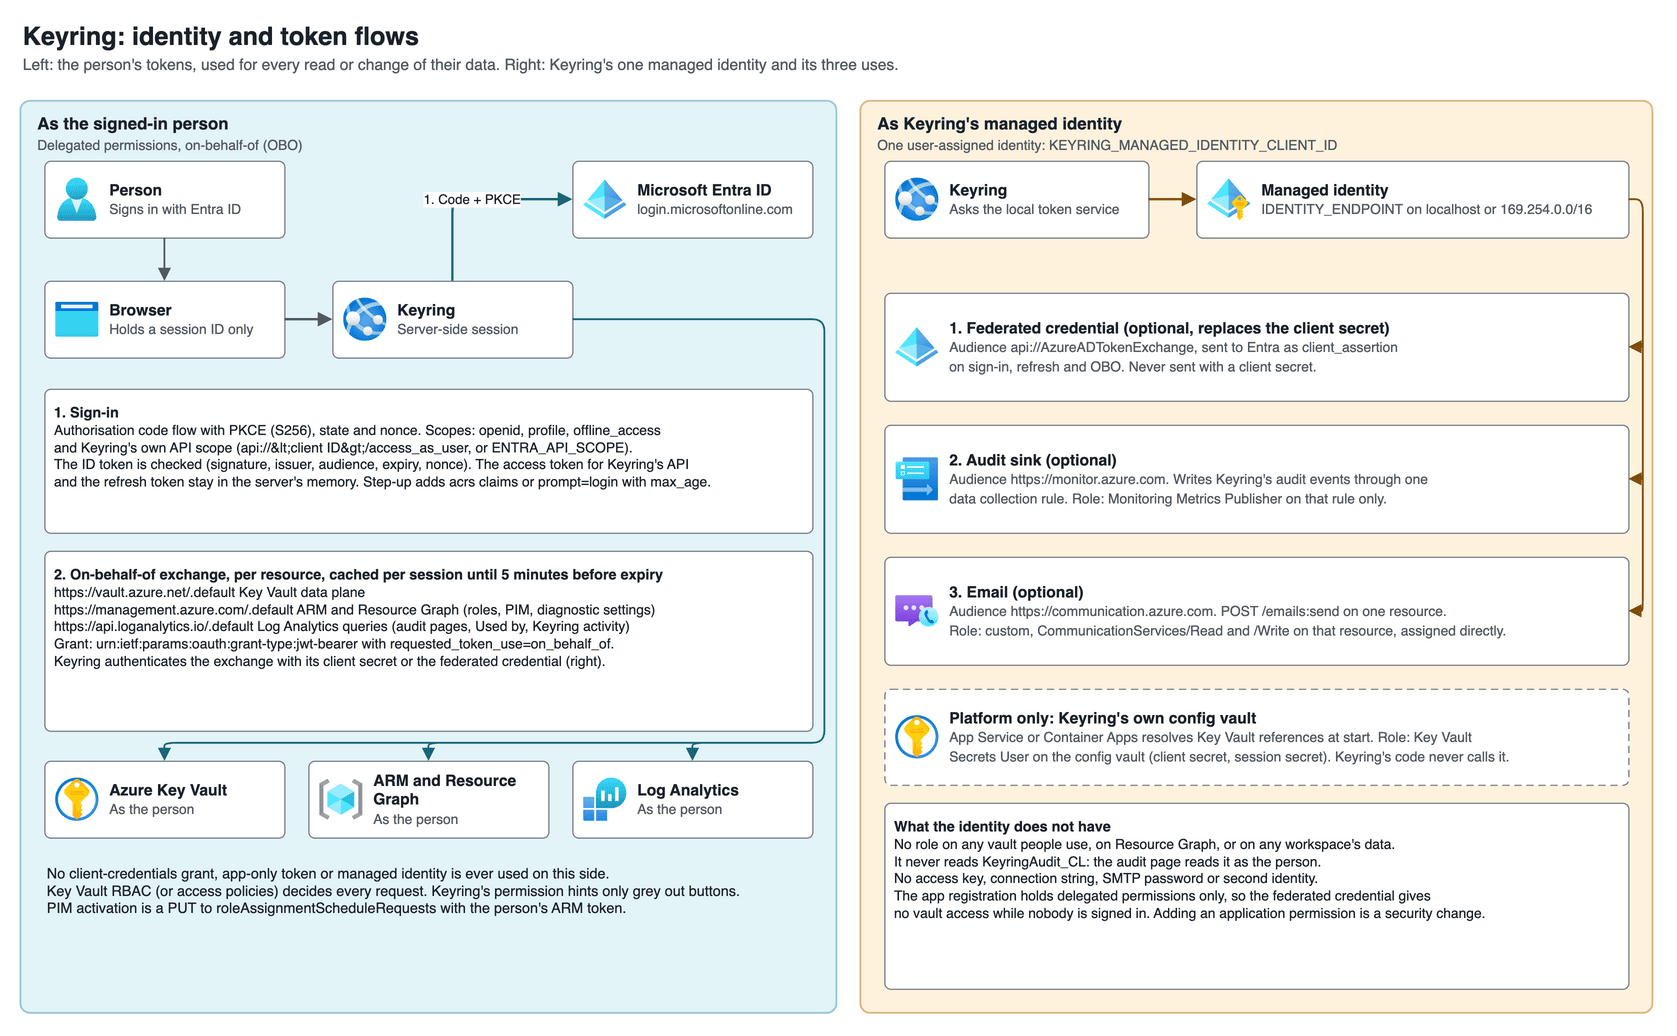 Keyring: identity and token flows
Left: the person's tokens, used for every read or change of their data. Right: Keyring's one managed identity and its three uses.
As the signed-in person
Delegated permissions, on-behalf-of (OBO)
Person
Signs in with Entra ID
1. Code + PKCE
Microsoft Entra ID
login.microsoftonline.com
Browser
Holds a session ID only
Keyring
Server-side session
1. Sign-in
Authorisation code flow with PKCE (S256), state and nonce. Scopes: openid, profile, offline_access
and Keyring's own API scope (api://&lt;client ID&gt;/access_as_user, or ENTRA_API_SCOPE).
The ID token is checked (signature, issuer, audience, expiry, nonce). The access token for Keyring's API
and the refresh token stay in the server's memory. Step-up adds acrs claims or prompt=login with max_age.
2. On-behalf-of exchange, per resource, cached per session until 5 minutes before expiry
https://vault.azure.net/.default Key Vault data plane
https://management.azure.com/.default ARM and Resource Graph (roles, PIM, diagnostic settings)
https://api.loganalytics.io/.default Log Analytics queries (audit pages, Used by, Keyring activity)
Grant: urn:ietf:params:oauth:grant-type:jwt-bearer with requested_token_use=on_behalf_of.
Keyring authenticates the exchange with its client secret or the federated credential (right).
Azure Key Vault
As the person
ARM and Resource
Graph
As the person
Log Analytics
As the person
No client-credentials grant, app-only token or managed identity is ever used on this side.
Key Vault RBAC (or access policies) decides every request. Keyring's permission hints only grey out buttons.
PIM activation is a PUT to roleAssignmentScheduleRequests with the person's ARM token.
As Keyring's managed identity
One user-assigned identity: KEYRING_MANAGED_IDENTITY_CLIENT_ID
Keyring
Asks the local token service
Managed identity
IDENTITY_ENDPOINT on localhost or 169.254.0.0/16
1. Federated credential (optional, replaces the client secret)
Audience api://AzureADTokenExchange, sent to Entra as client_assertion
on sign-in, refresh and OBO. Never sent with a client secret.
2. Audit sink (optional)
Audience https://monitor.azure.com. Writes Keyring's audit events through one
data collection rule. Role: Monitoring Metrics Publisher on that rule only.
3. Email (optional)
Audience https://communication.azure.com. POST /emails:send on one resource.
Role: custom, CommunicationServices/Read and /Write on that resource, assigned directly.
Platform only: Keyring's own config vault
App Service or Container Apps resolves Key Vault references at start. Role: Key Vault
Secrets User on the config vault (client secret, session secret). Keyring's code never calls it.
What the identity does not have
No role on any vault people use, on Resource Graph, or on any workspace's data.
It never reads KeyringAudit_CL: the audit page reads it as the person.
No access key, connection string, SMTP password or second identity.
The app registration holds delegated permissions only, so the federated credential gives
no vault access while nobody is signed in. Adding an application permission is a security change.